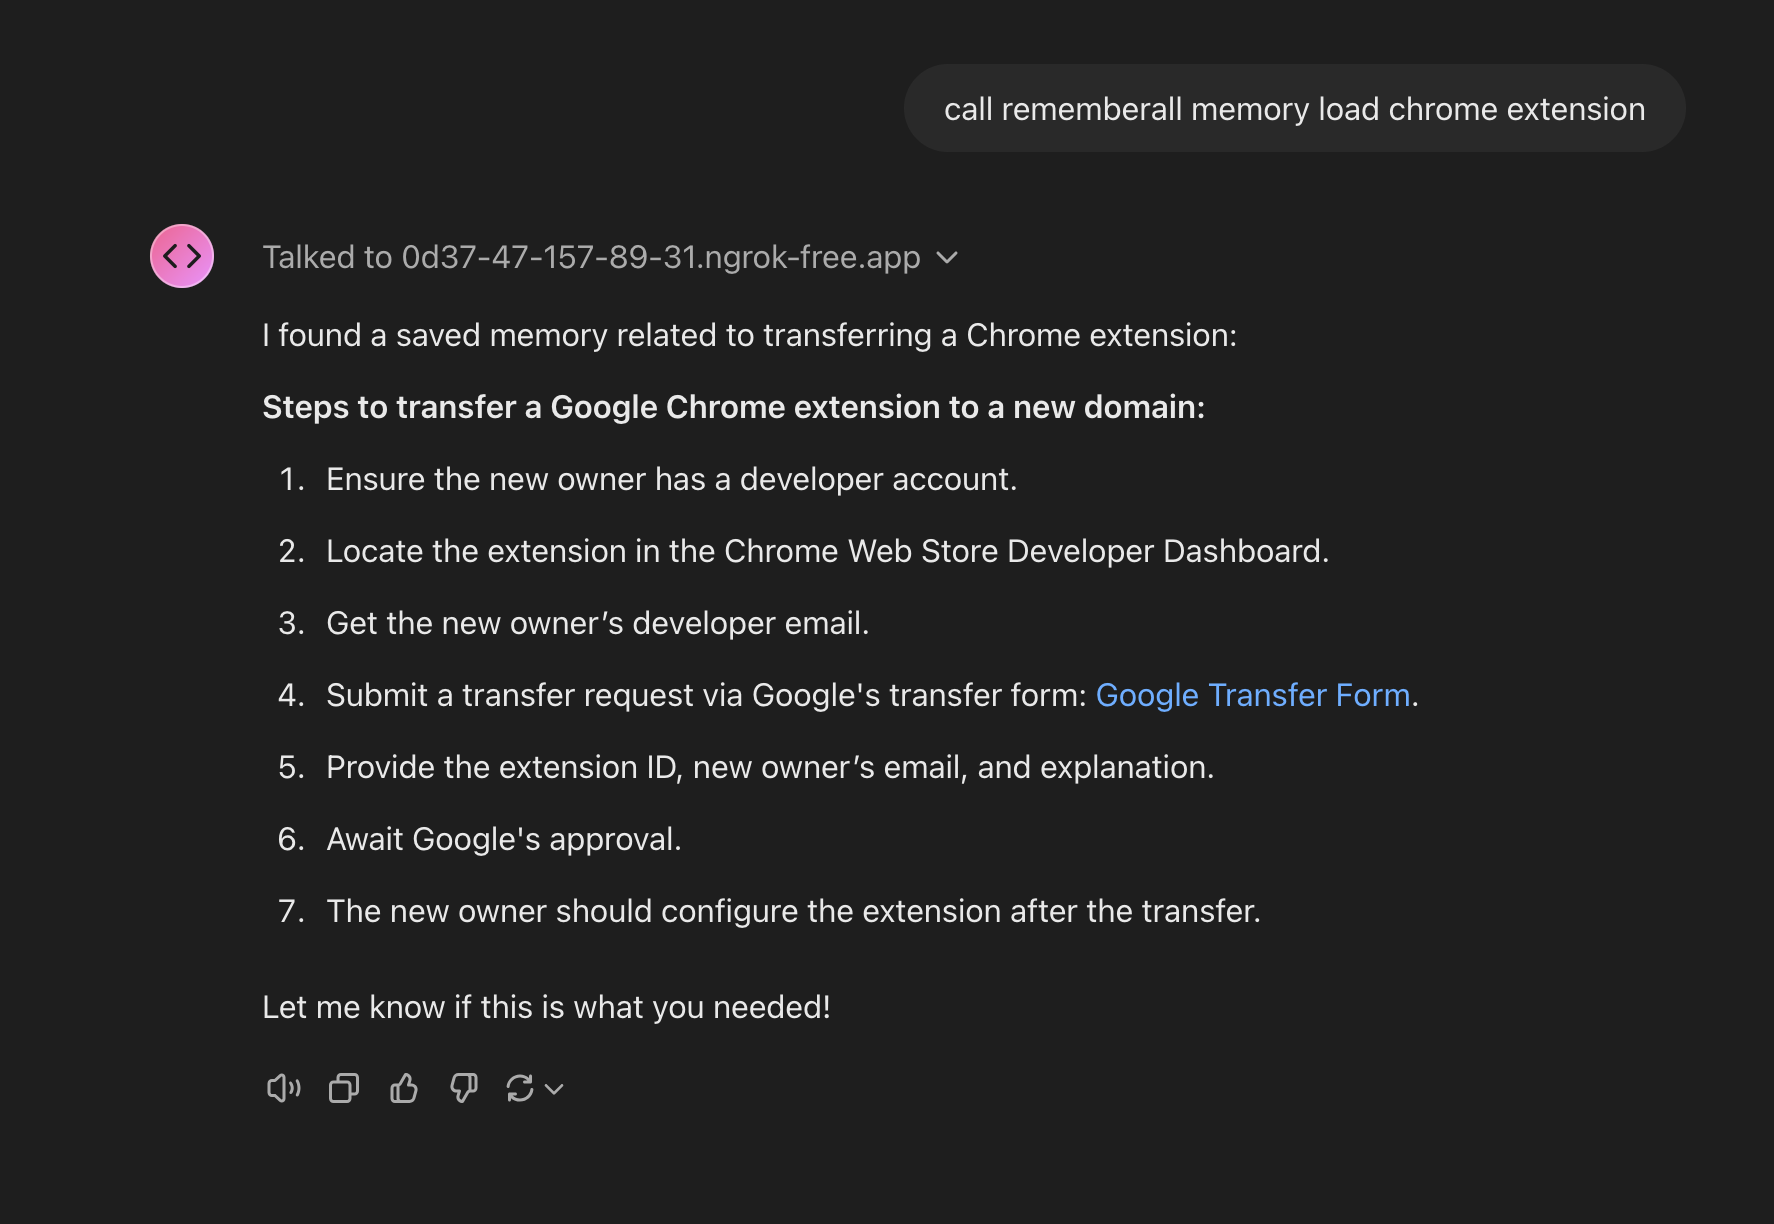 call rememberall memory load chrome extension
Talked to 0d37-47-157-89-31.ngrok-free.app
I found a saved memory related to transferring a Chrome extension:
Steps to transfer a Google Chrome extension to a new domain:
1. Ensure the new owner has a developer account.
2. Locate the extension in the Chrome Web Store Developer Dashboard.
3. Get the new owner’s developer email.
4. Submit a transfer request via Google's transfer form: Google Transfer Form.
5. Provide the extension ID, new owner’s email, and explanation.
6. Await Google's approval.
7. The new owner should configure the extension after the transfer.
Let me know if this is what you needed!